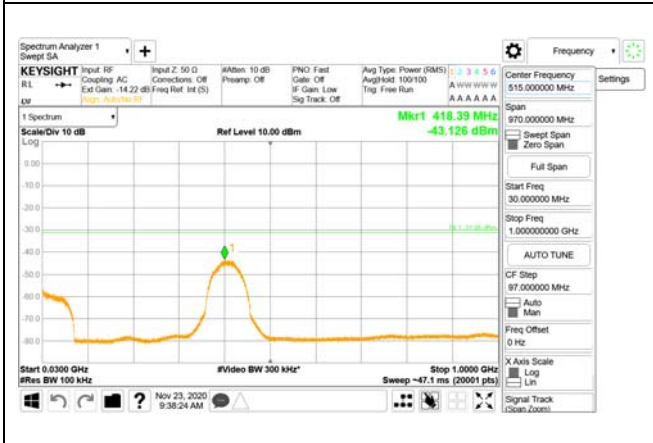 Spectrum Analyzer 1
Swept SA
Frequency
KEYSIGHT
Input: RF
Coupling: AC
Ext Gain: -14.22 dB
Align: Auto/No RF
Input Z: 50 Ω
Corrections: Off
Freq Ref: Int (S)
#Atten: 10 dB
Preamp: Off
PNO: Fast
Gate: Off
IF Gain: Low
Sig Track: Off
Avg Type: Power (RMS)
Avg|Hold: 100/100
Trig: Free Run
1 2 3 4 5 6
A W W W W W
A A A A A A
RL
1 Spectrum
Scale/Div 10 dB
Log
Ref Level 10.00 dBm
Mkr1 418.39 MHz
-43.126 dBm
0.00
-10.0
-20.0
-30.0
-40.0
-50.0
-60.0
-70.0
-80.0
1
Start 0.0300 GHz
#Res BW 100 kHz
#Video BW 300 kHz*
Stop 1.0000 GHz
Sweep ~47.1 ms (20001 pts)
Nov 23, 2020
9:38:24 AM
Center Frequency
515.000000 MHz
Settings
Span
970.000000 MHz
Swept Span
Zero Span
Full Span
Start Freq
30.000000 MHz
Stop Freq
1.000000000 GHz
AUTO TUNE
CF Step
97.000000 MHz
Auto
Man
Freq Offset
0 Hz
X Axis Scale
Log
Lin
Signal Track
(Span Zoom)